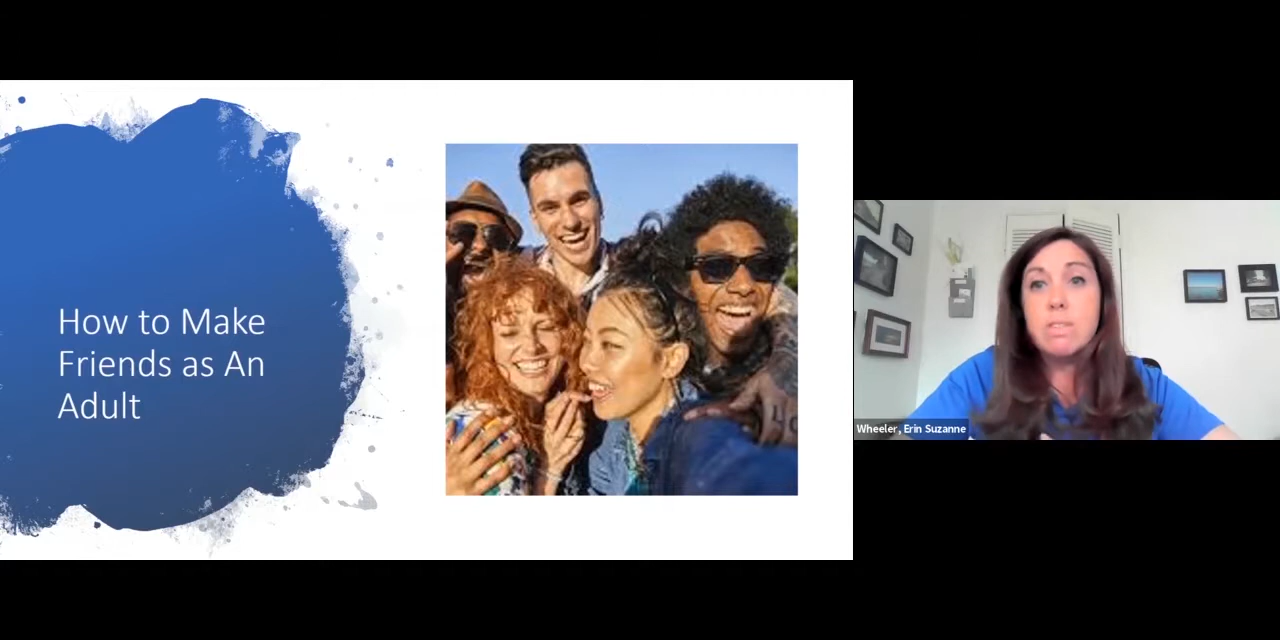 How to Make
Friends as An
Adult
Wheeler, Erin Suzanne